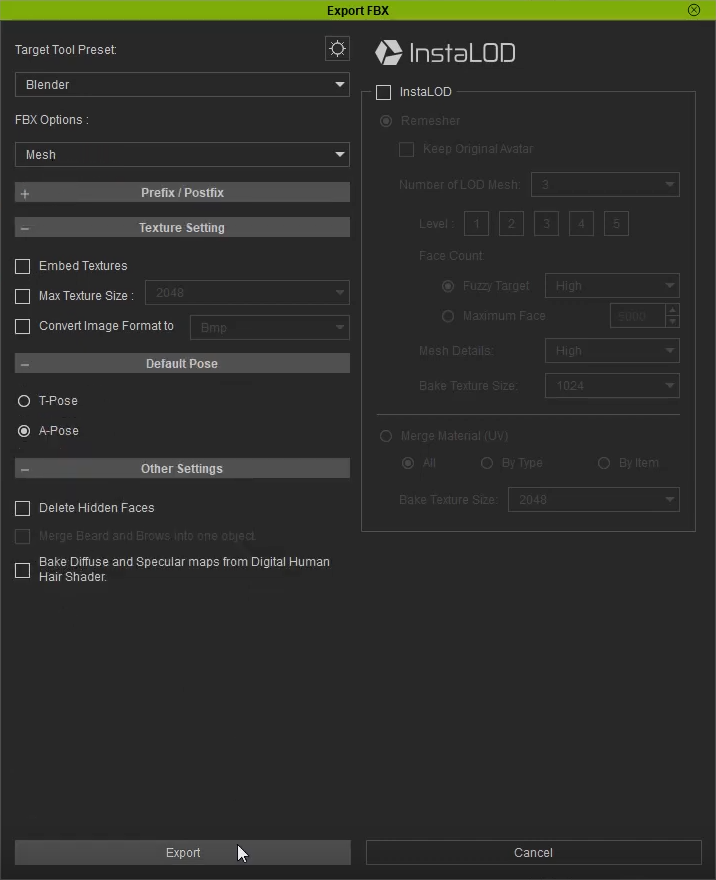 Export FBX
Target Tool Preset:
Blender
FBX Options :
Mesh
+ Prefix / Postfix
– Texture Setting
Embed Textures
Max Texture Size : 2048
Convert Image Format to Bmp
– Default Pose
T-Pose
A-Pose
– Other Settings
Delete Hidden Faces
Merge Beard and Brows into one object.
Bake Diffuse and Specular maps from Digital Human
Hair Shader.
InstaLOD
InstaLOD
Remesher
Keep Original Avatar
Number of LOD Mesh: 3
Level : 1 2 3 4 5
Face Count
Fuzzy Target High
Maximum Face 5000
Mesh Details: High
Bake Texture Size: 1024
Merge Material (UV)
All By Type By Item
Bake Texture Size: 2048
Export Cancel